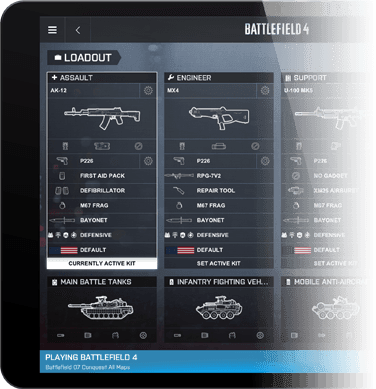 BATTLEFIELD 4
LOADOUT
ASSAULT
AK-12
P226
FIRST AID PACK
DEFIBRILLATOR
M67 FRAG
BAYONET
DEFENSIVE
DEFAULT
CURRENTLY ACTIVE KIT
ENGINEER
MX4
P226
RPG-7V2
REPAIR TOOL
M67 FRAG
BAYONET
DEFENSIVE
DEFAULT
SET ACTIVE KIT
SUPPORT
U-100 MK5
P226
NO GADGET
M67 FRAG
BAYONET
DEFENSIVE
DEFAULT
SET ACTIVE KIT
MAIN BATTLE TANKS
INFANTRY FIGHTING VEH...
MOBILE ANTI-AIRCRAF
PLAYING BATTLEFIELD 4
Battlefield 07 Conquest All Maps